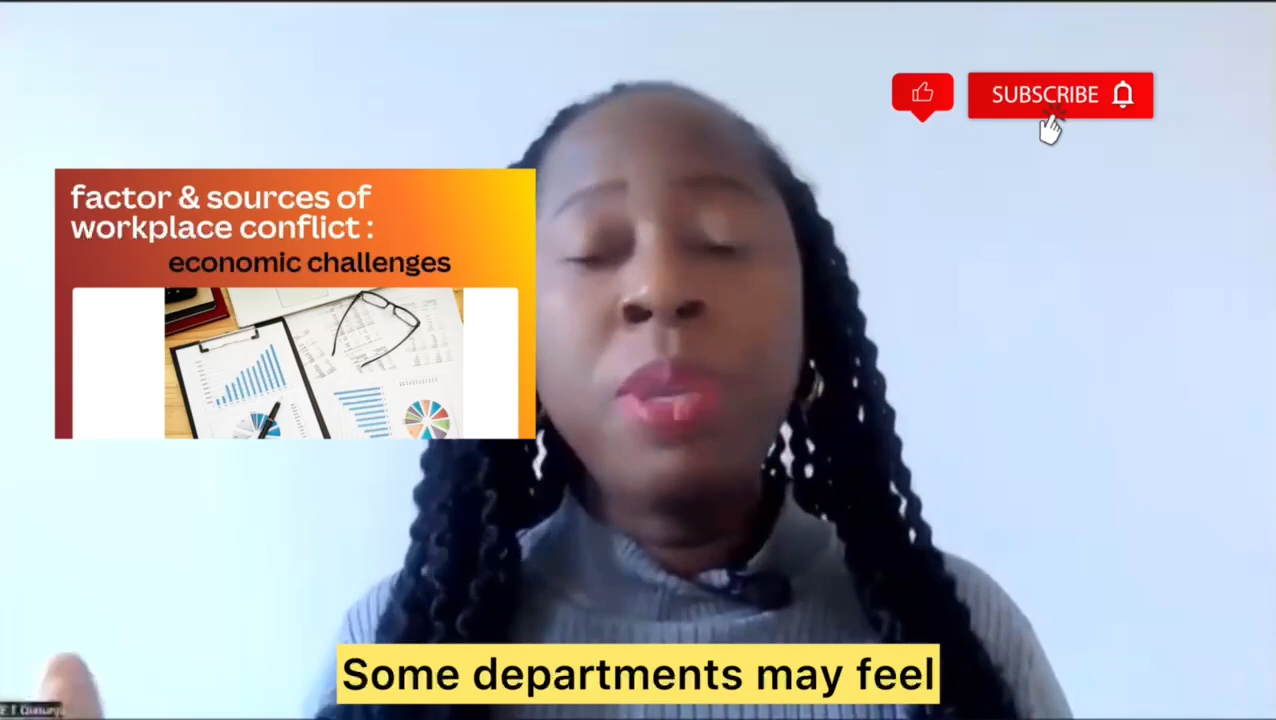 SUBSCRIBE
factor & sources of
workplace conflict :
economic challenges
Some departments may feel